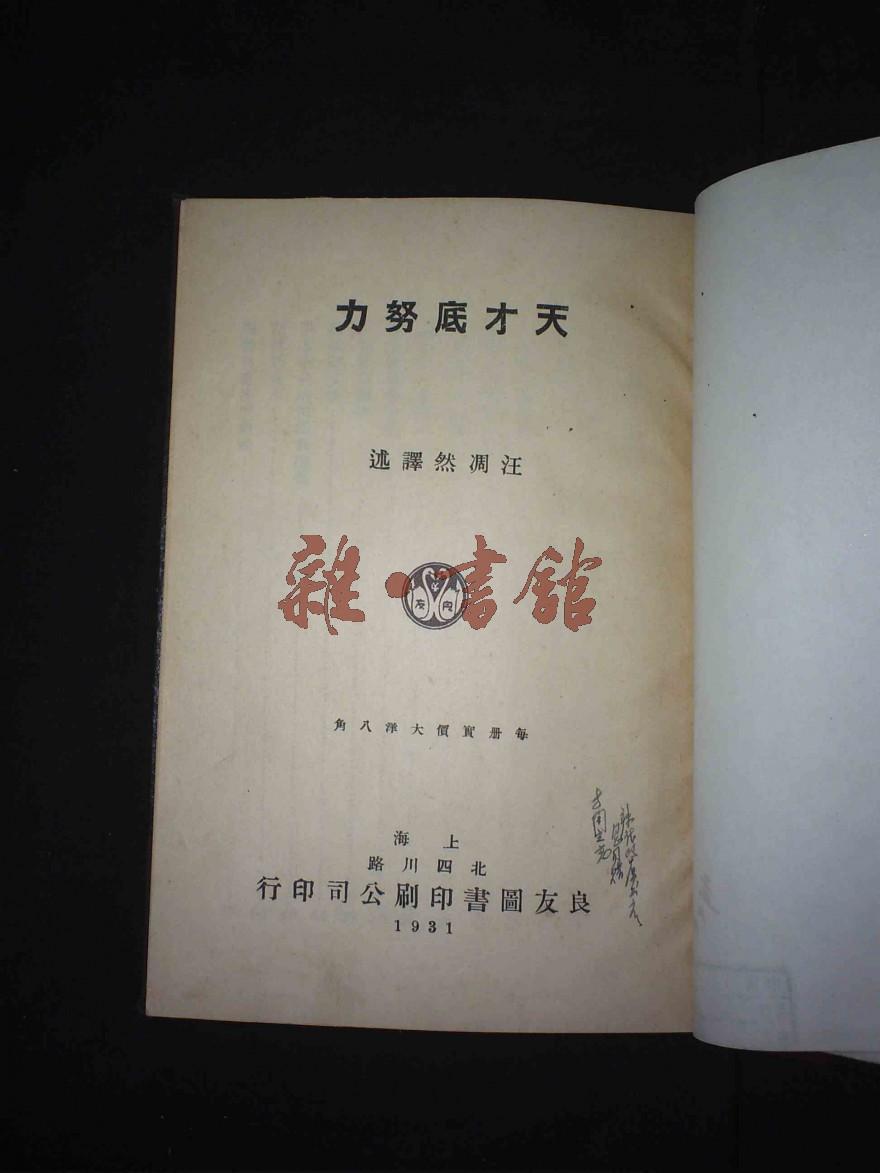 天才底努力
汪凋然譯述
雜·書館
良友
每册實價大洋八角
上海
北四川路
良友圖書印刷公司印行
1931